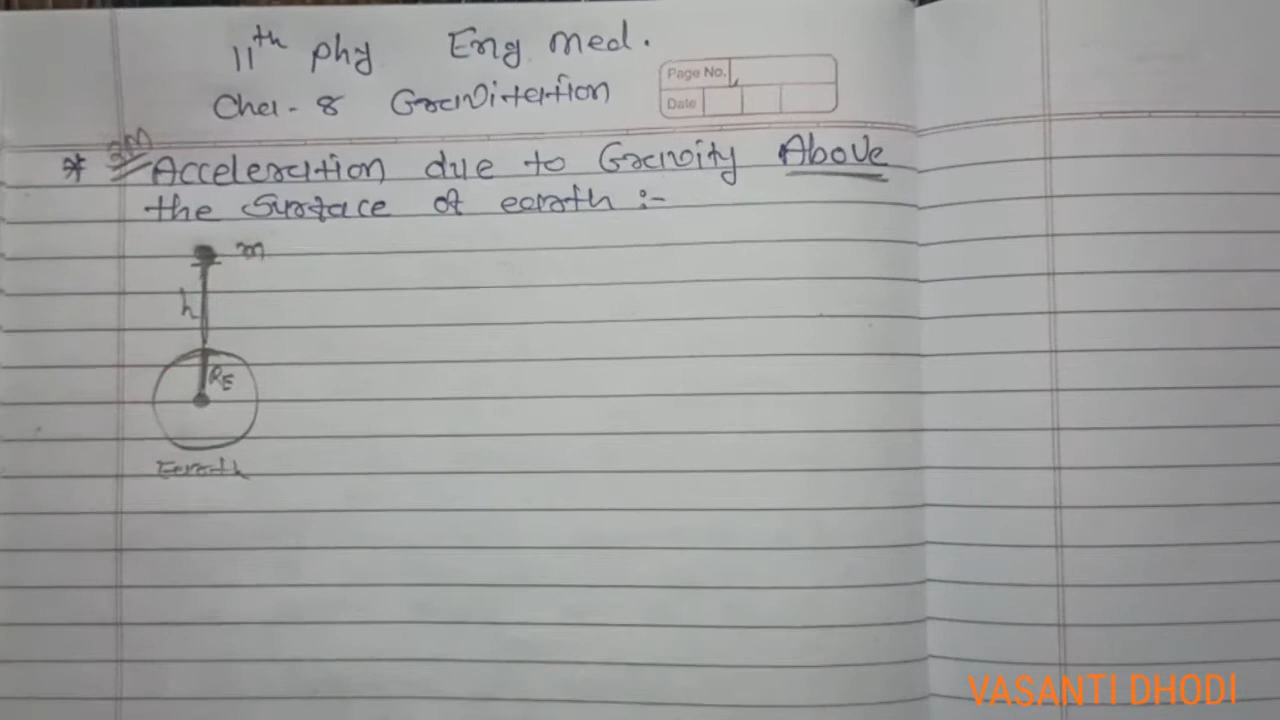 11th phy Eng Med.
Cha - 8 Gravitation
Page No.
Date
* 3M Acceleration due to Gravity Above
the Surface of earth :-
m
h
RE
Earth
VASANTI DHODI